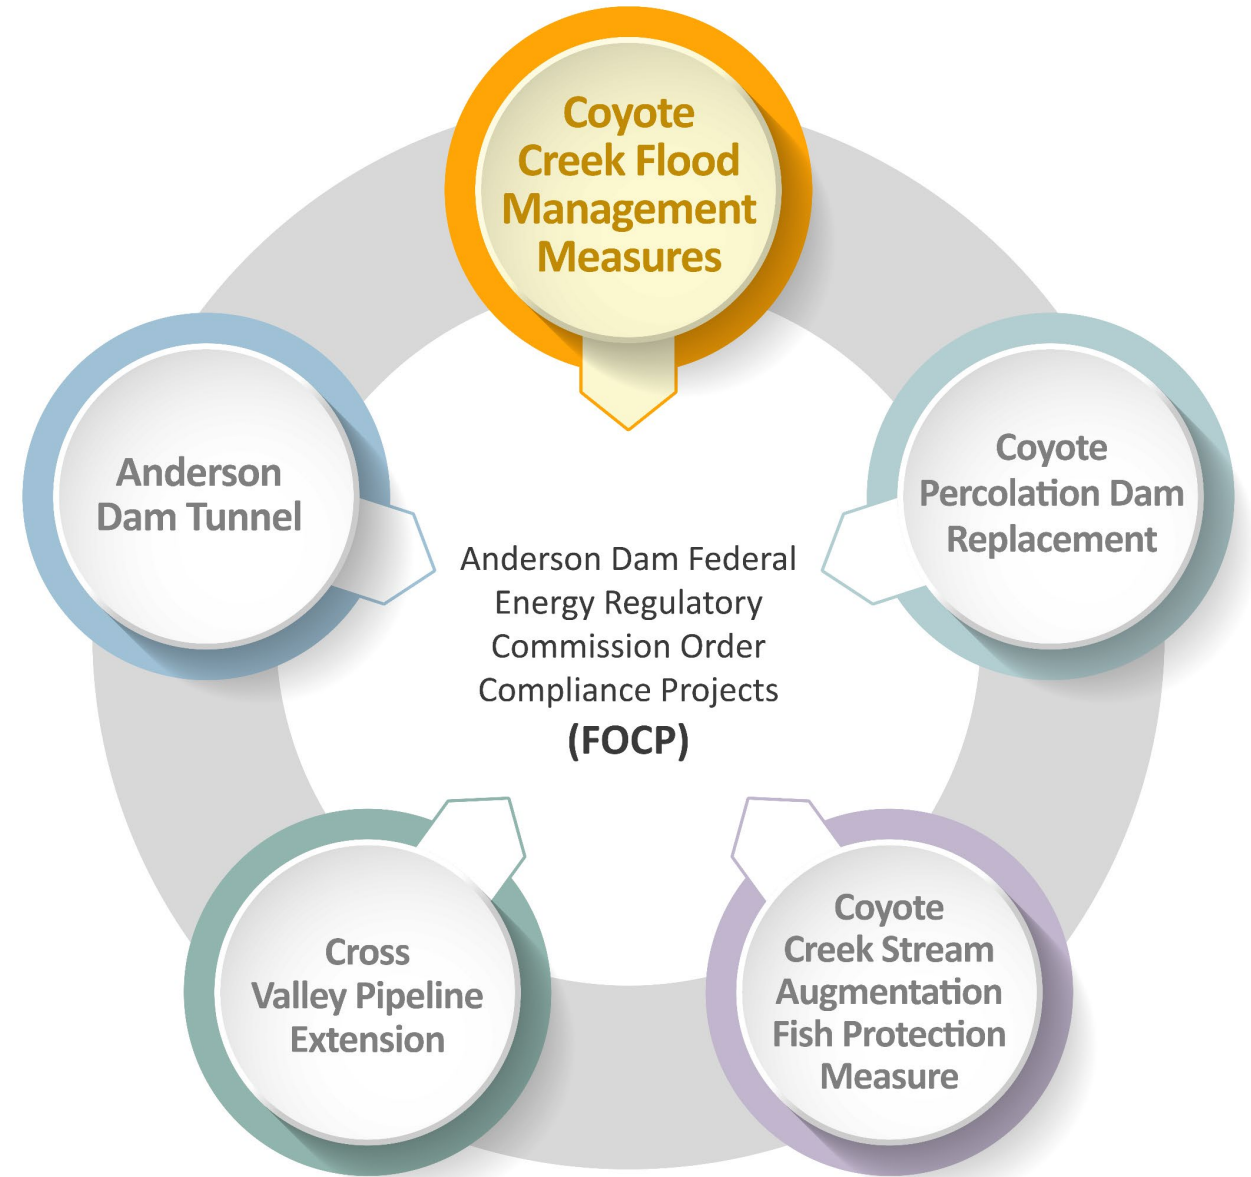 Coyote
Creek Flood
Management
Measures
Anderson
Dam Tunnel
Coyote
Percolation Dam
Replacement
Anderson Dam Federal
Energy Regulatory
Commission Order
Compliance Projects
(FOCP)
Cross
Valley Pipeline
Extension
Coyote
Creek Stream
Augmentation
Fish Protection
Measure